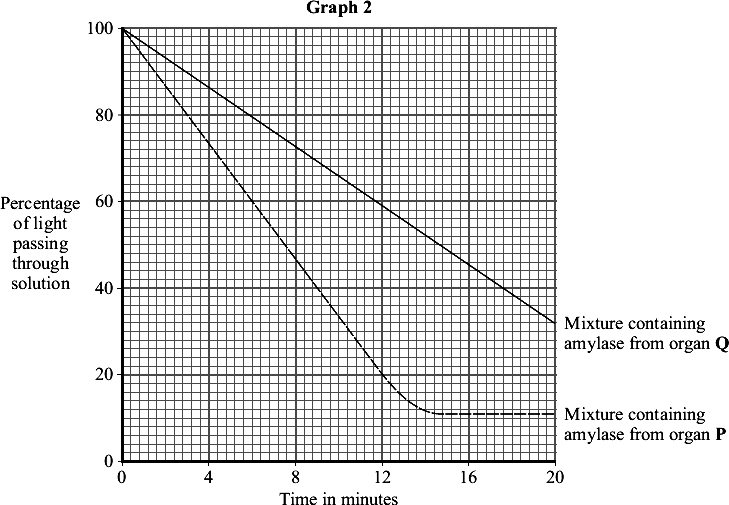 Graph 2
100
80
60
40
20
0
Percentage
of light
passing
through
solution
0 4 8 12 16 20
Time in minutes
Mixture containing
amylase from organ Q
Mixture containing
amylase from organ P